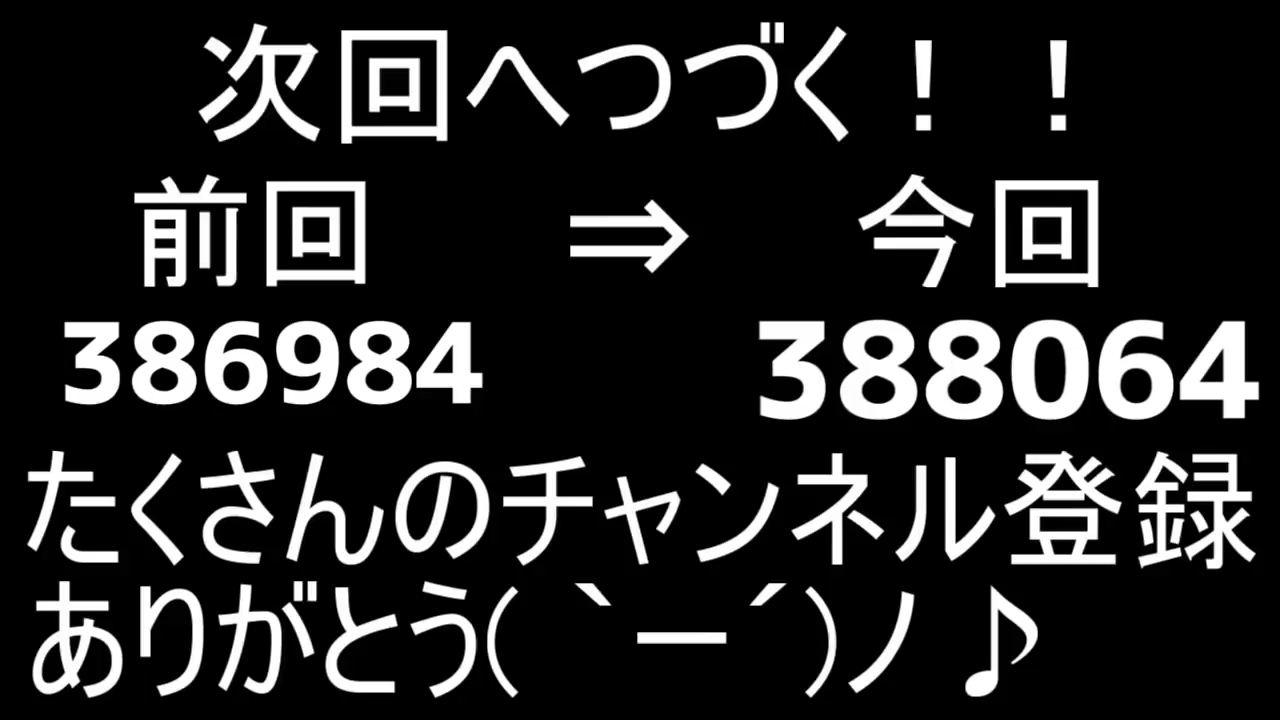 次回へつづく！！
前回 ⇒ 今回
386984 388064
たくさんのチャンネル登録
ありがとう(｀ー´)ノ♪